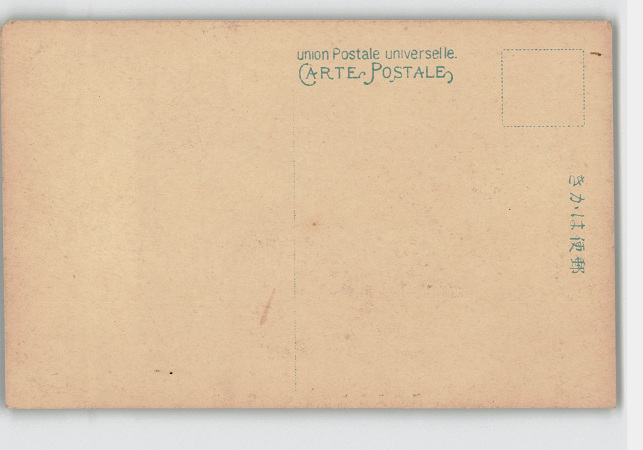 union Postale universelle.
CARTE POSTALE
きかは便郵